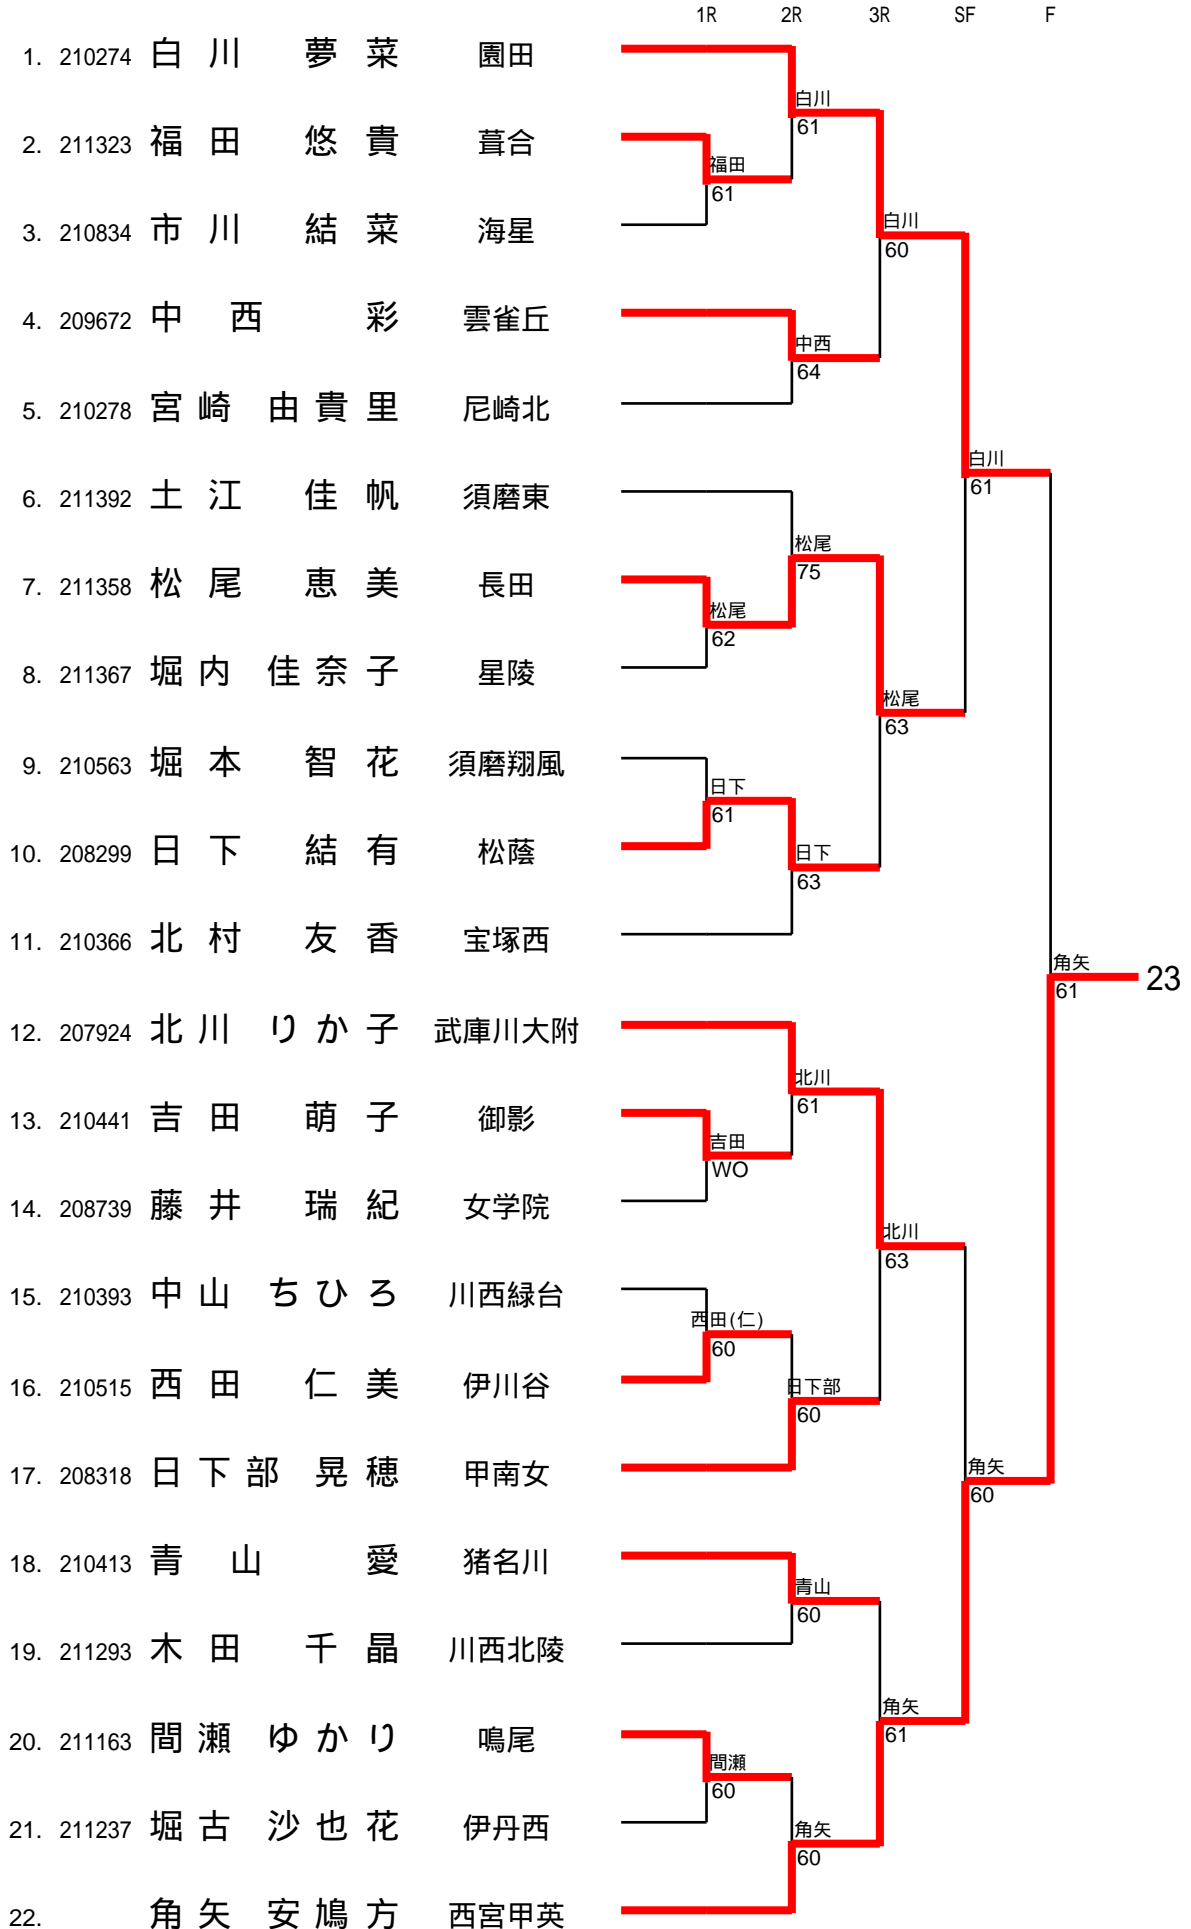 1R 2R 3R SF F
1. 210274 白川 夢菜 園田
白川
61
2. 211323 福田 悠貴 葺合
福田
61
3. 210834 市川 結菜 海星
白川
60
4. 209672 中西 彩 雲雀丘
中西
64
5. 210278 宮崎 由貴里 尼崎北
白川
61
6. 211392 土江 佳帆 須磨東
松尾
75
7. 211358 松尾 恵美 長田
松尾
62
8. 211367 堀内 佳奈子 星陵
松尾
63
9. 210563 堀本 智花 須磨翔風
日下
61
10. 208299 日下 結有 松蔭
日下
63
11. 210366 北村 友香 宝塚西
角矢
61
23
12. 207924 北川 りか子 武庫川大附
北川
61
13. 210441 吉田 萌子 御影
吉田
WO
14. 208739 藤井 瑞紀 女学院
北川
63
15. 210393 中山 ちひろ 川西緑台
西田(仁)
60
16. 210515 西田 仁美 伊川谷
日下部
60
17. 208318 日下部 晃穂 甲南女
角矢
60
18. 210413 青山 愛 猪名川
青山
60
19. 211293 木田 千晶 川西北陵
角矢
61
20. 211163 間瀬 ゆかり 鳴尾
間瀬
60
21. 211237 堀古 沙也花 伊丹西
角矢
60
22. 角矢 安鳩方 西宮甲英